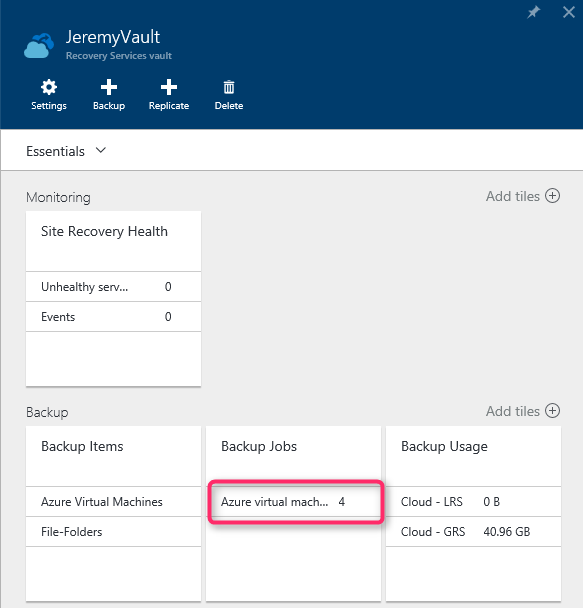 JeremyVault
Recovery Services vault
Settings Backup Replicate Delete
Essentials
Monitoring Add tiles
Site Recovery Health
Unhealthy serv... 0
Events 0
Backup Add tiles
Backup Items Backup Jobs Backup Usage
Azure Virtual Machines Azure virtual mach... 4 Cloud - LRS 0 B
File-Folders Cloud - GRS 40.96 GB